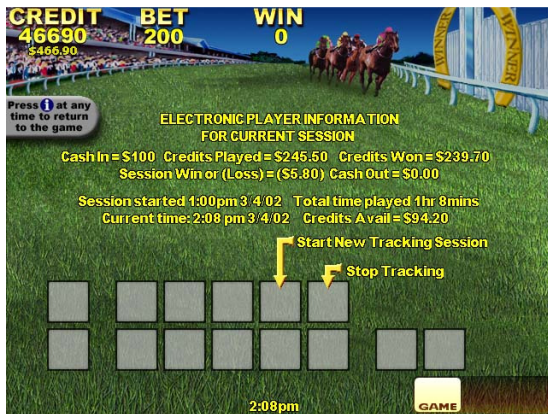 CREDIT BET WIN
46690 200 0
$466.90
WINNER
WINNER
Press i at any
time to return
to the game
ELECTRONIC PLAYER INFORMATION
FOR CURRENT SESSION
Cash In = $100 Credits Played = $245.50 Credits Won = $239.70
Session Win or (Loss) = ($5.80) Cash Out = $0.00
Session started 1:00pm 3/4/02 Total time played 1hr 8mins
Current time: 2:08 pm 3/4/02 Credits Avail = $94.20
Start New Tracking Session
Stop Tracking
2:08pm
GAME